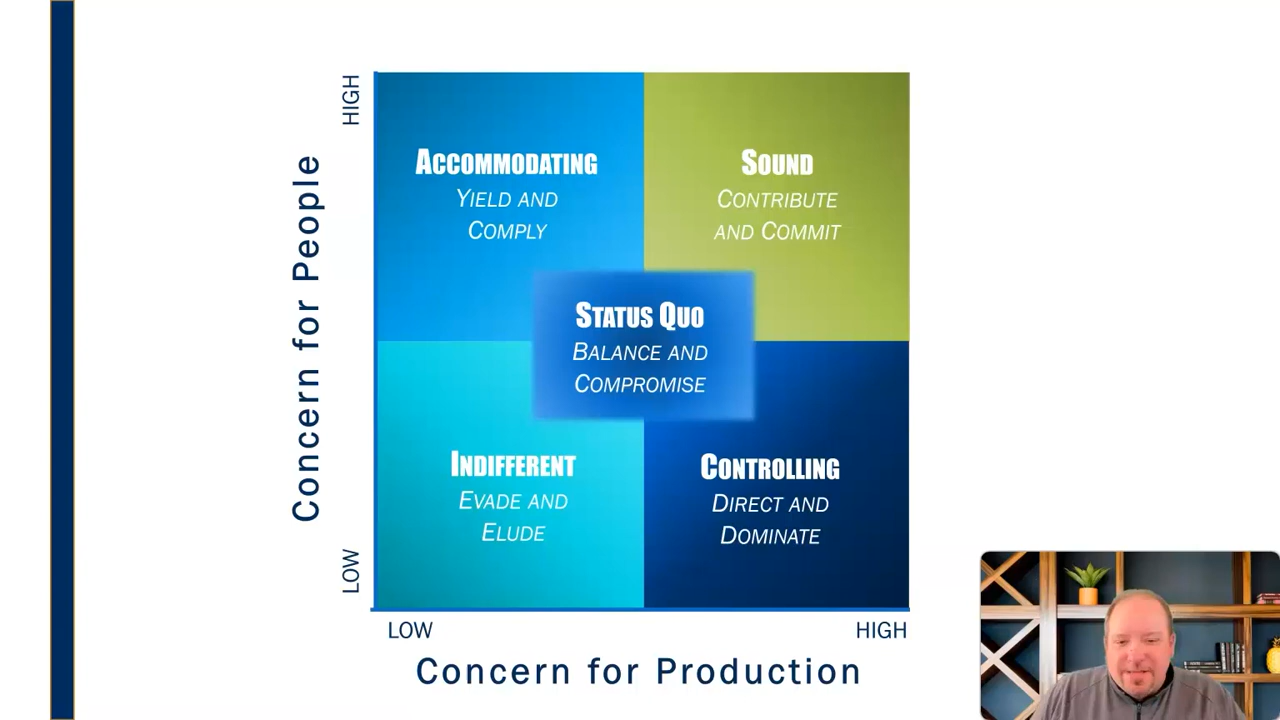 HIGH
Concern for People
LOW
ACCOMMODATING
YIELD AND
COMPLY
SOUND
CONTRIBUTE
AND COMMIT
STATUS QUO
BALANCE AND
COMPROMISE
INDIFFERENT
EVADE AND
ELUDE
CONTROLLING
DIRECT AND
DOMINATE
LOW
HIGH
Concern for Production